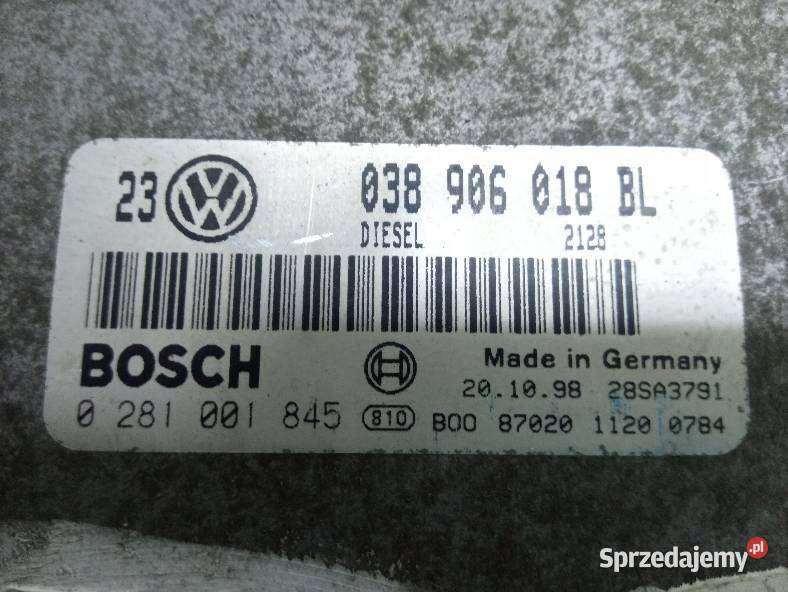 23 VW 038 906 018 BL
DIESEL 2128
BOSCH
Made in Germany
20.10.98 28SA3791
0 281 001 845 810 B00 87020 1120 0784
Sprzedajemy.pl